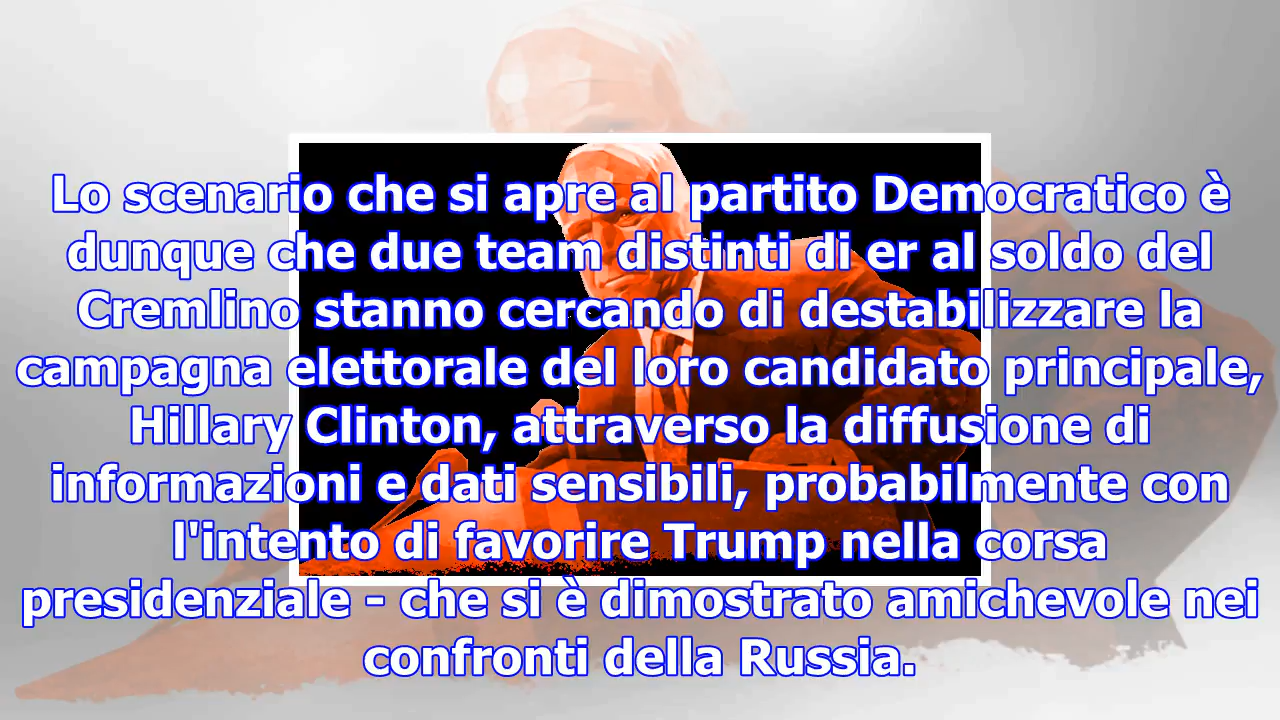 Lo scenario che si apre al partito Democratico è
dunque che due team distinti di er al soldo del
Cremlino stanno cercando di destabilizzare la
campagna elettorale del loro candidato principale,
Hillary Clinton, attraverso la diffusione di
informazioni e dati sensibili, probabilmente con
l'intento di favorire Trump nella corsa
presidenziale - che si è dimostrato amichevole nei
confronti della Russia.